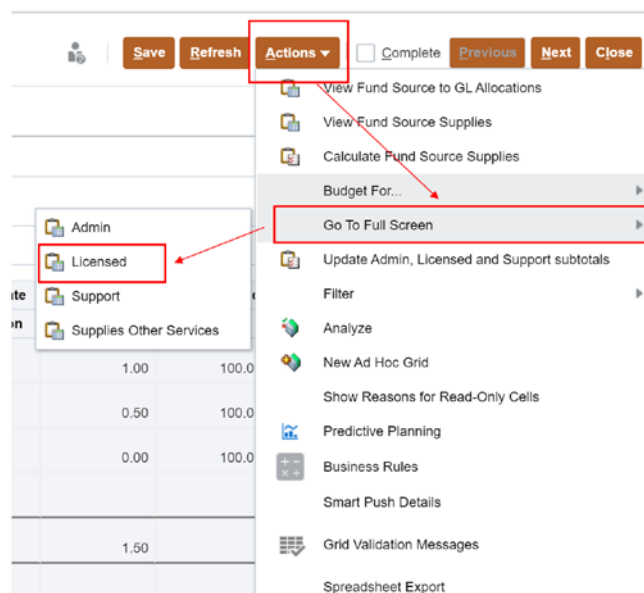 Save Refresh Actions Complete Previous Next Close
View Fund Source to GL Allocations
View Fund Source Supplies
Calculate Fund Source Supplies
Budget For...
Go To Full Screen
Update Admin, Licensed and Support subtotals
Filter
Analyze
New Ad Hoc Grid
Show Reasons for Read-Only Cells
Predictive Planning
Business Rules
Smart Push Details
Grid Validation Messages
Spreadsheet Export
Admin
Licensed
Support
Supplies Other Services
1.00 100.0
0.50 100.0
0.00 100.0
1.50